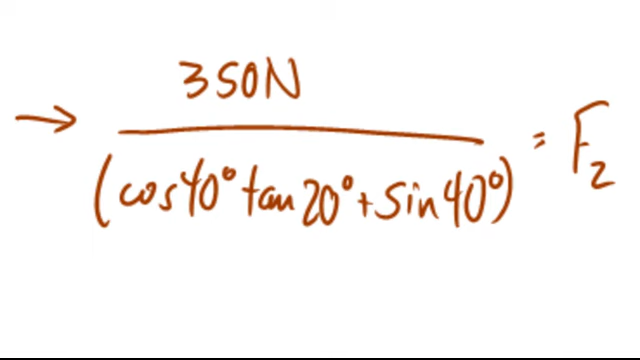 → 350N / (cos40° tan20° + sin40°) = F₂